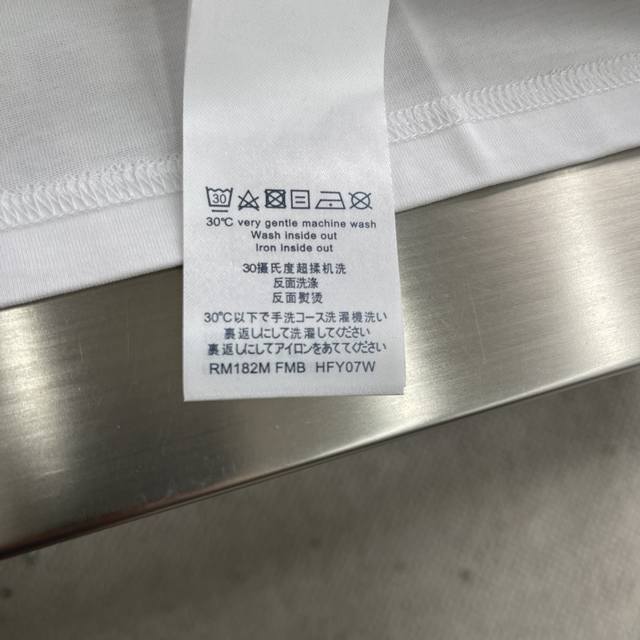 30
30℃ very gentle machine wash
Wash inside out
Iron inside out
30攝氏度超揉机洗
反面洗涤
反面熨烫
30℃以下で手洗コース洗濯機洗い
裏返しにして洗濯してください
裏返しにしてアイロンをあててください
RM182M FMB HFY07W